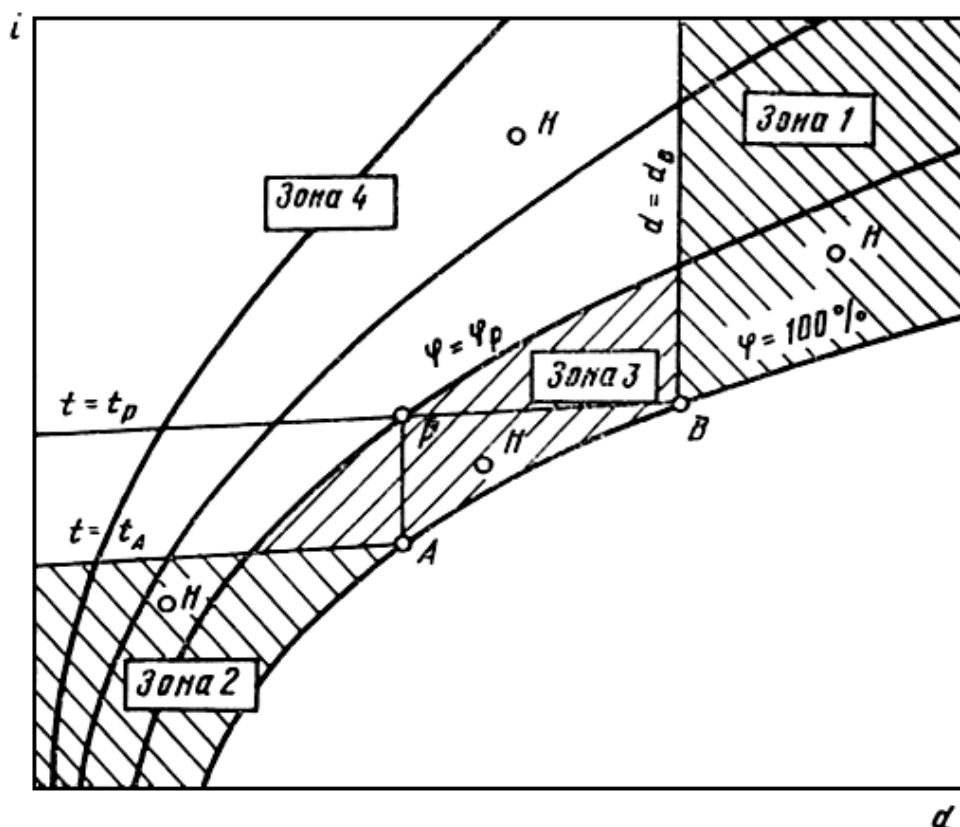 i
Н
Зона 1
Зона 4
d = dв
Н
φ = φр
φ = 100%
Зона 3
t = tр
Р
Н
В
t = tА
А
Н
Зона 2
d